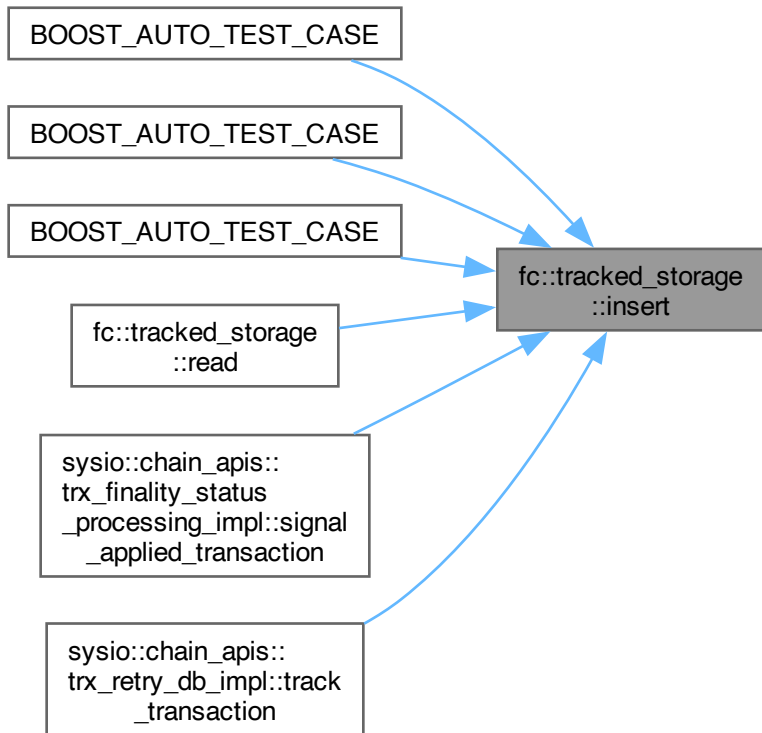 BOOST_AUTO_TEST_CASE
BOOST_AUTO_TEST_CASE
BOOST_AUTO_TEST_CASE
fc::tracked_storage
::insert
fc::tracked_storage
::read
sysio::chain_apis::
trx_finality_status
_processing_impl::signal
_applied_transaction
sysio::chain_apis::
trx_retry_db_impl::track
_transaction